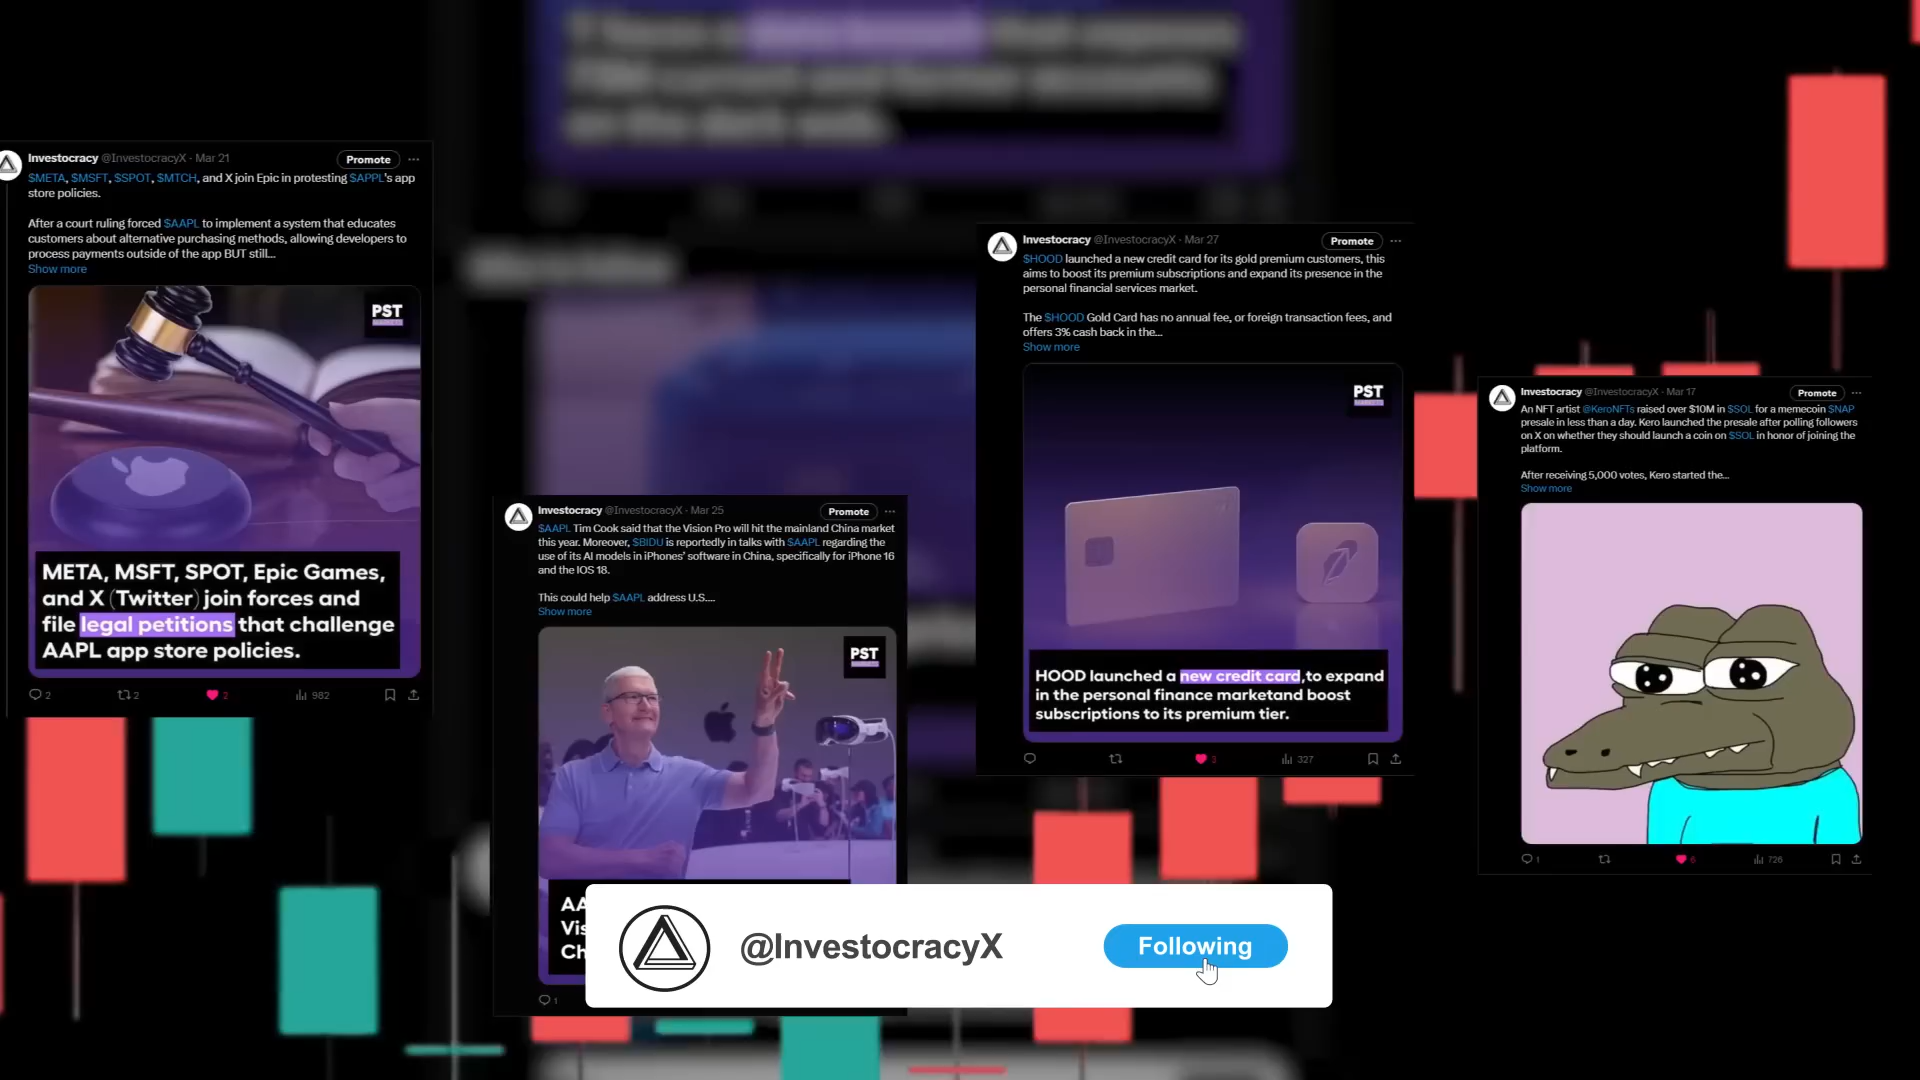 Investocracy @InvestocracyX · Mar 21
Promote
$META, $MSFT, $SPOT, $MTCH, and X join Epic in protesting $APPL's app
store policies.
After a court ruling forced $AAPL to implement a system that educates
customers about alternative purchasing methods, allowing developers to
process payments outside of the app BUT still...
Show more
PST
MARKETS
META, MSFT, SPOT, Epic Games,
and X (Twitter) join forces and
file legal petitions that challenge
AAPL app store policies.
2 2 2 982
Investocracy @InvestocracyX · Mar 25
Promote
$AAPL Tim Cook said that the Vision Pro will hit the mainland China market
this year. Moreover, $BIDU is reportedly in talks with $AAPL regarding the
use of its AI models in iPhones' software in China, specifically for iPhone 16
and the IOS 18.
This could help $AAPL address U.S....
Show more
PST
MARKETS
AA
Vis
Ch
1
Investocracy @InvestocracyX · Mar 27
Promote
$HOOD launched a new credit card for its gold premium customers, this
aims to boost its premium subscriptions and expand its presence in the
personal financial services market.
The $HOOD Gold Card has no annual fee, or foreign transaction fees, and
offers 3% cash back in the...
Show more
PST
MARKETS
HOOD launched a new credit card,to expand
in the personal finance marketand boost
subscriptions to its premium tier.
3 327
Investocracy @InvestocracyX · Mar 17
Promote
An NFT artist @KeroNFTs raised over $10M in $SOL for a memecoin $NAP
presale in less than a day. Kero launched the presale after polling followers
on X on whether they should launch a coin on $SOL in honor of joining the
platform.
After receiving 5,000 votes, Kero started the...
Show more
1 6 726
@InvestocracyX
Following